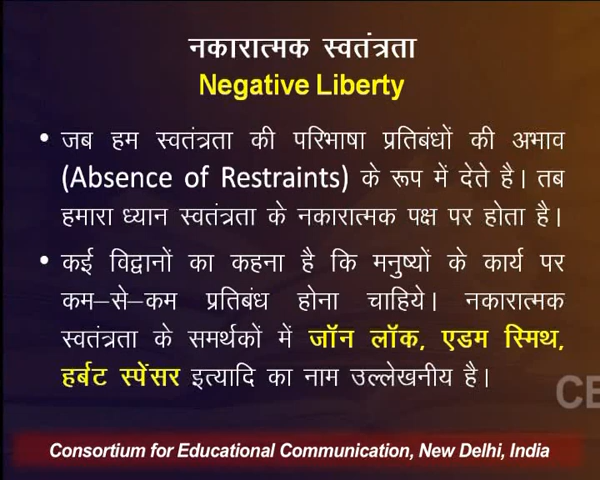 नकारात्मक स्वतंत्रता
Negative Liberty
• जब हम स्वतंत्रता की परिभाषा प्रतिबंधों की अभाव
(Absence of Restraints) के रूप में देते है। तब
हमारा ध्यान स्वतंत्रता के नकारात्मक पक्ष पर होता है।
• कई विद्वानों का कहना है कि मनुष्यों के कार्य पर
कम–से–कम प्रतिबंध होना चाहिये। नकारात्मक
स्वतंत्रता के समर्थकों में जॉन लॉक, एडम स्मिथ,
हर्बट स्पेंसर इत्यादि का नाम उल्लेखनीय है।
CE
Consortium for Educational Communication, New Delhi, India